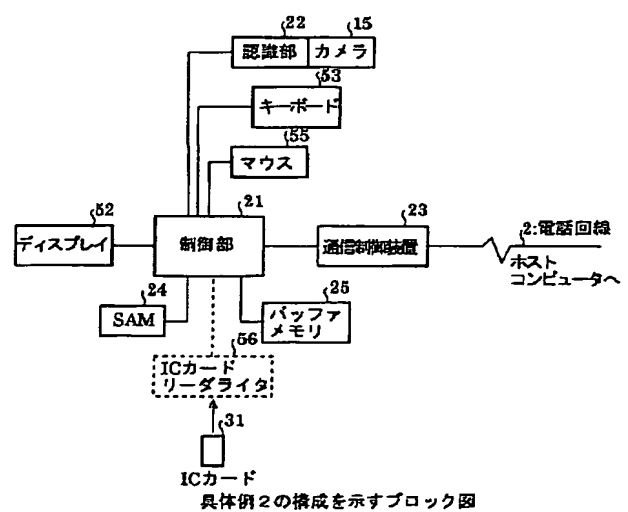 22
15
認識部
カメラ
53
キーボード
55
マウス
52
ディスプレイ
21
制御部
23
通信制御装置
2:電話回線
ホスト
コンピュータへ
24
SAM
25
バッファ
メモリ
56
ICカード
リーダライタ
31
ICカード
具体例2の構成を示すブロック図